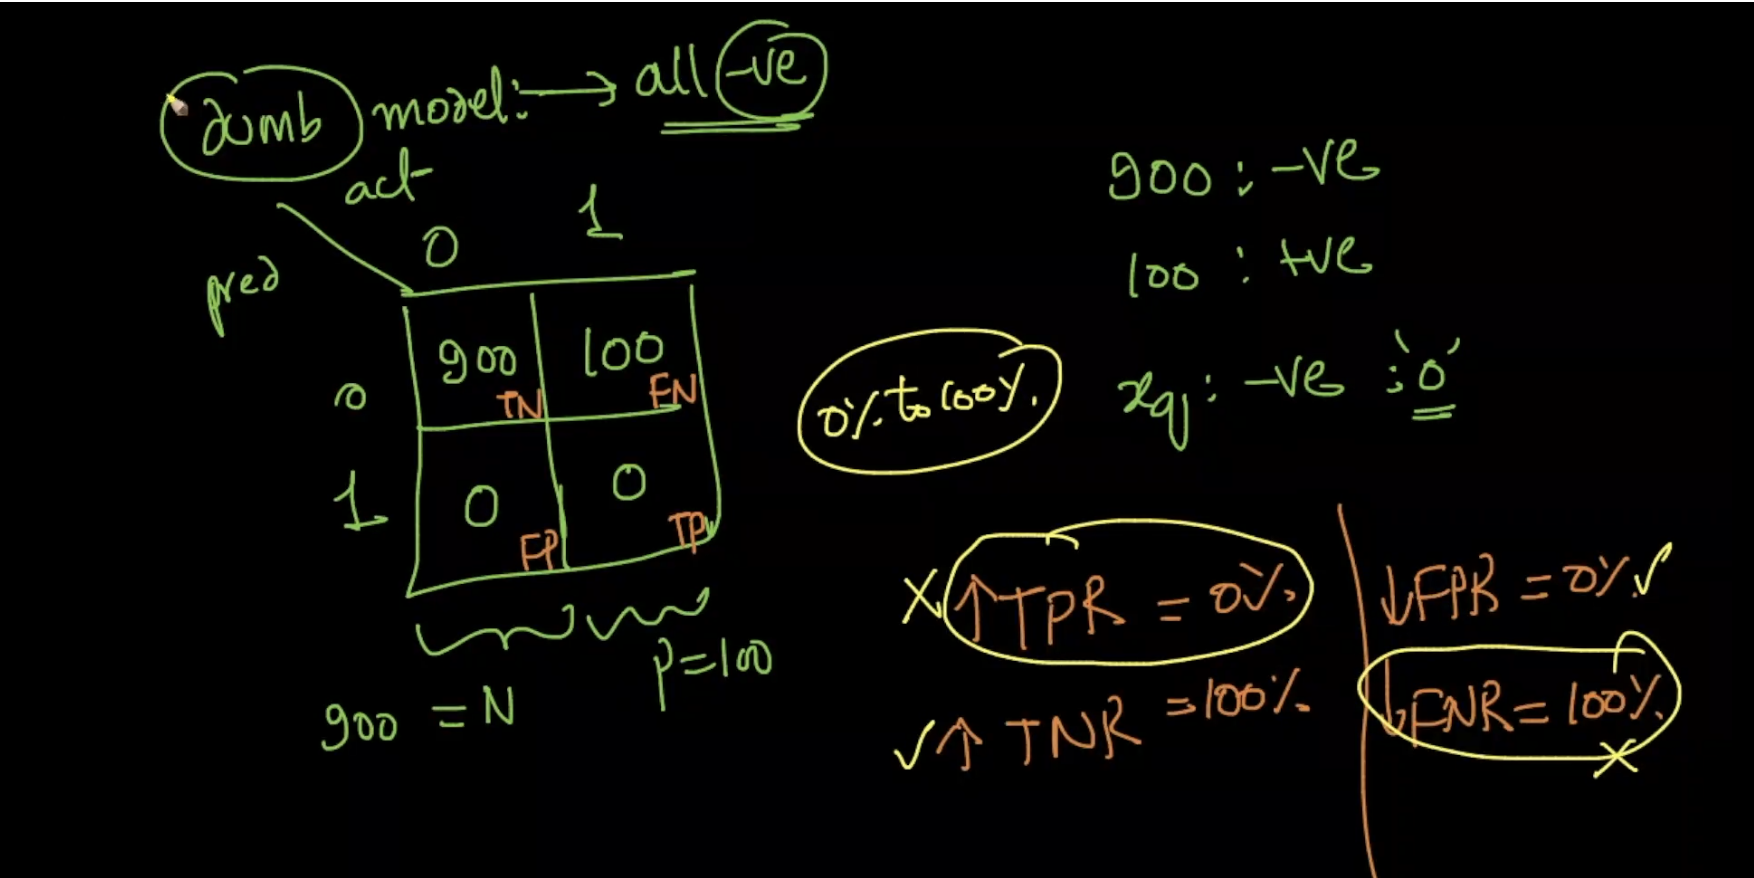 dumb model: → all -ve
act
0 1
pred
0 900 TN 100 FN
1 0 FP 0 TP
900 = N P=100
900 : -ve
100 : +ve
xq : -ve : '0'
0% to 100%.
X ↑TPR = 0%.
✓ ↑ TNR = 100%.
↓FPR = 0% ✓
↓FNR = 100%. X